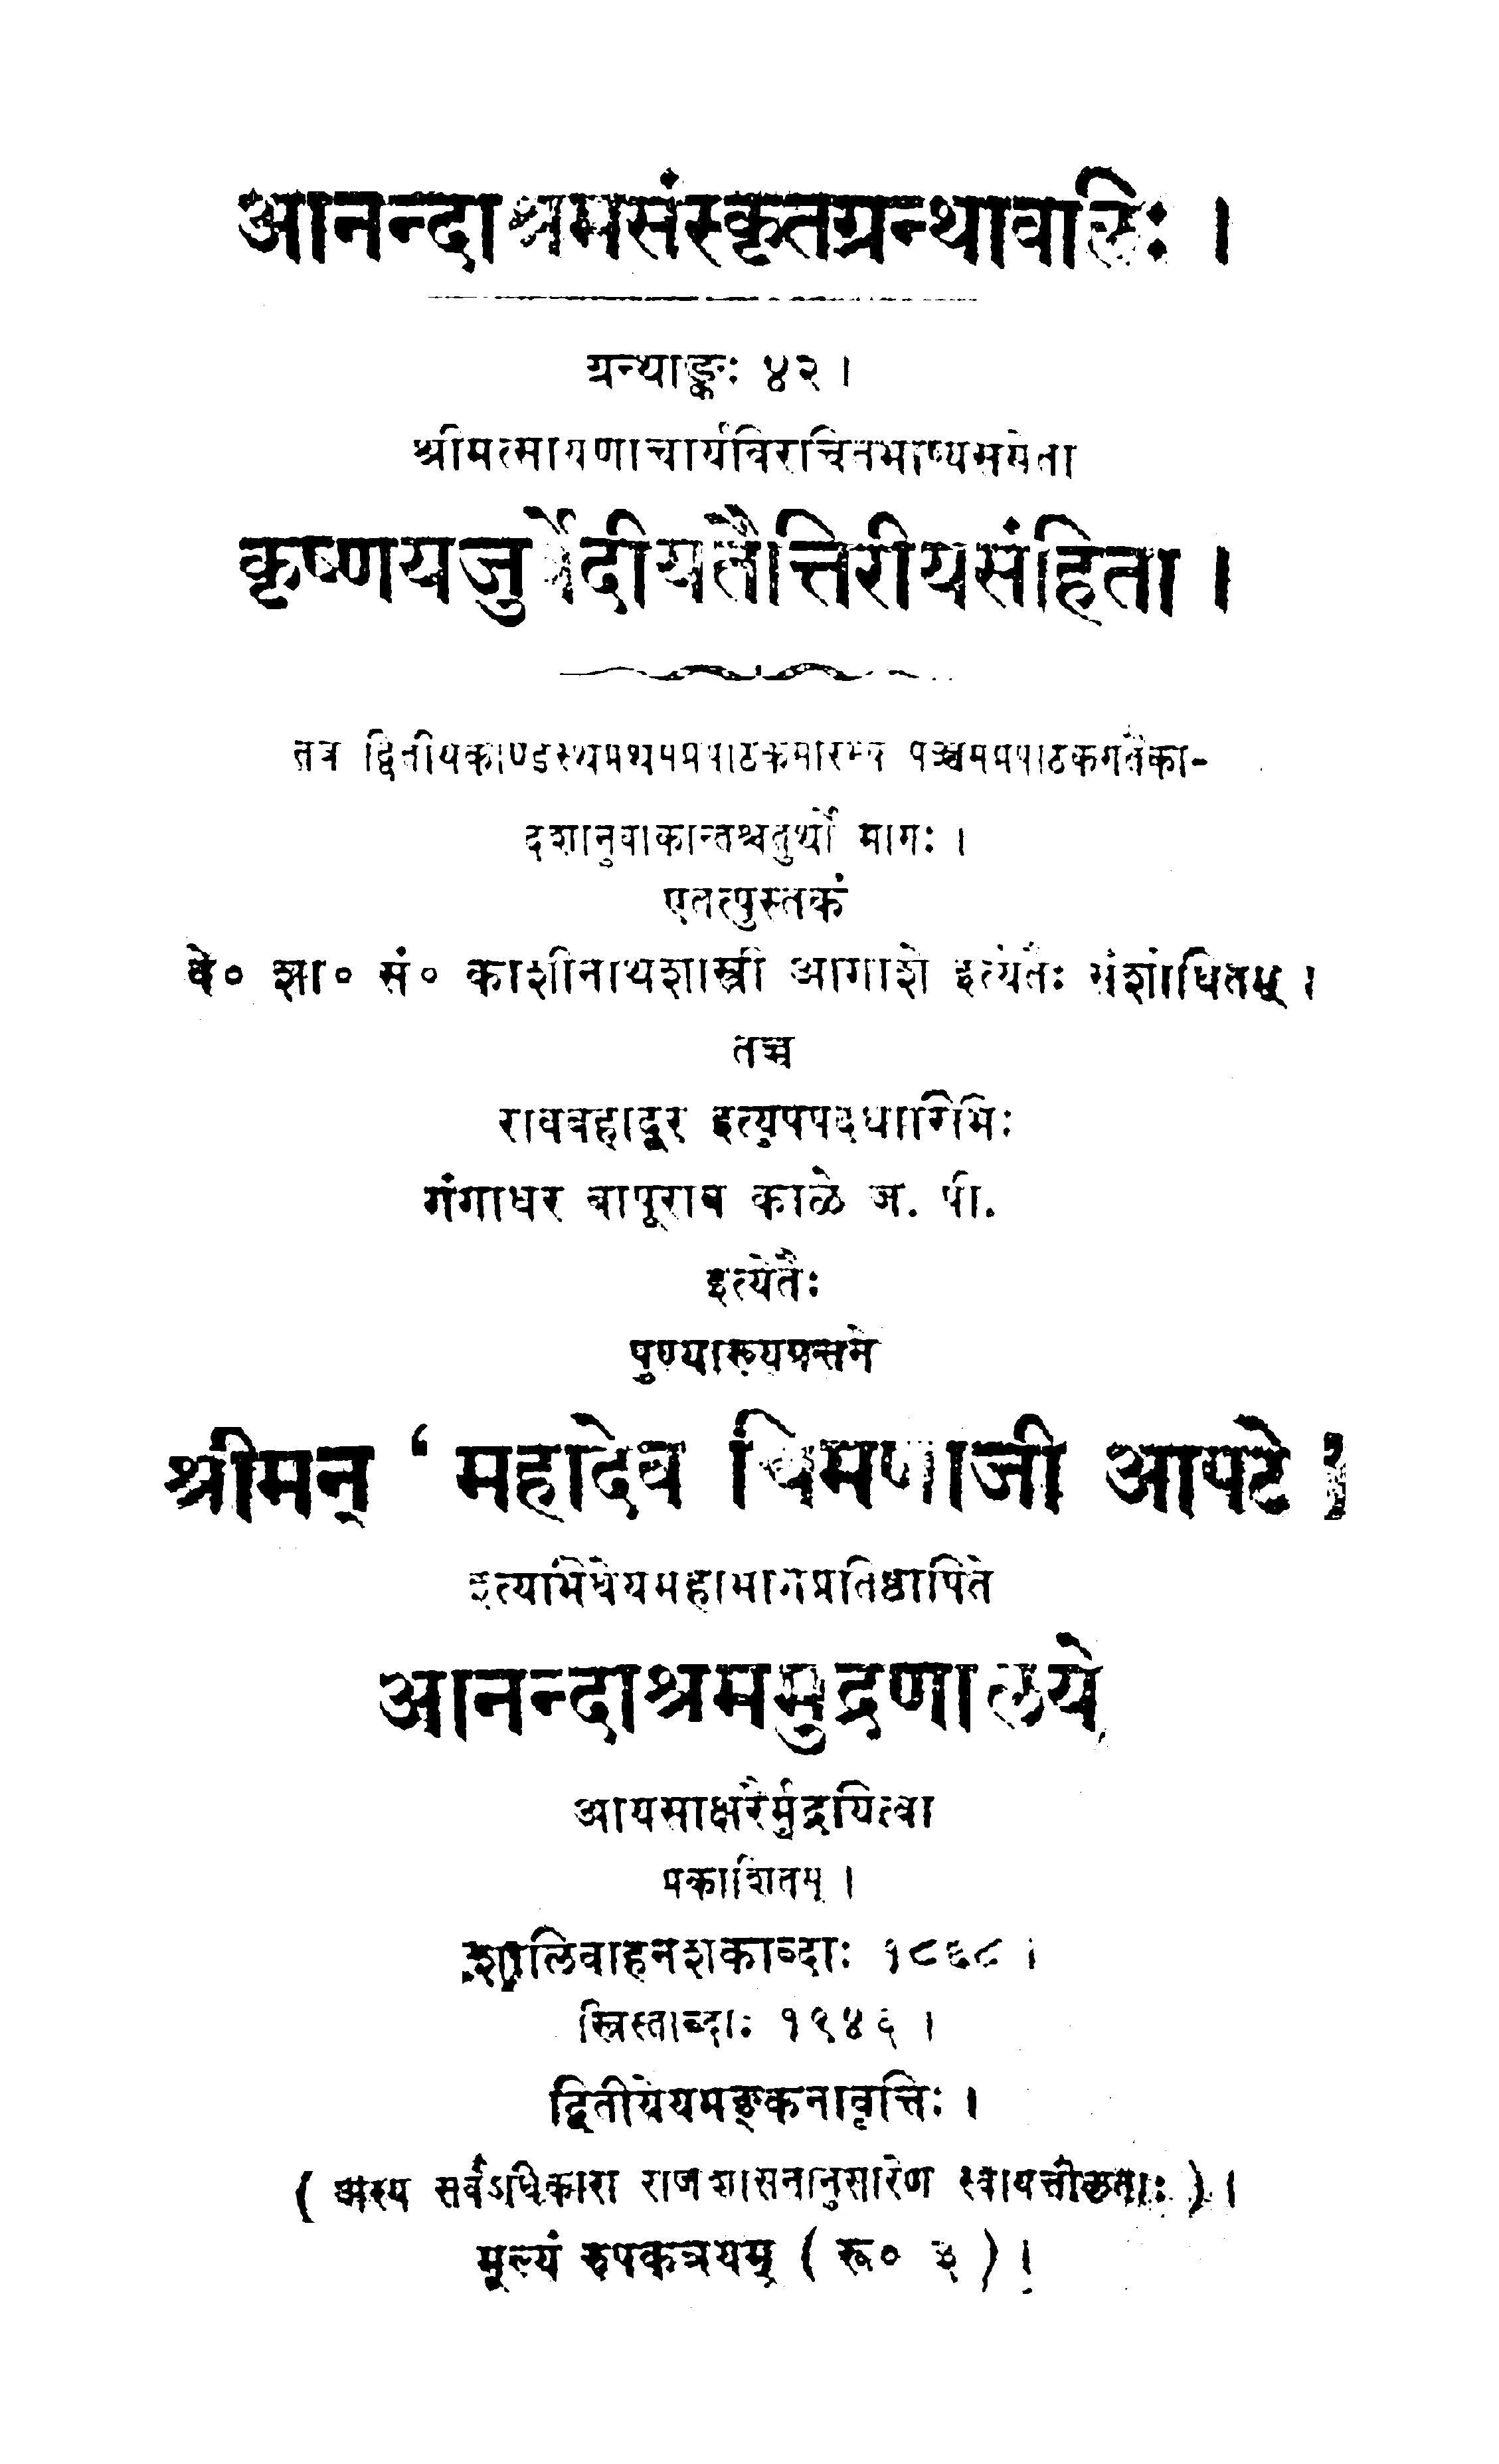 आनन्दाश्रमसंस्कृतग्रन्थावलिः ।
ग्रन्थाङ्कः ४२ ।
श्रीमत्सायणाचार्यविरचितभाष्यसमेता
कृष्णयजुर्वेदीयतैत्तिरीयसंहिता ।
तत्र द्वितीयकाण्डस्थप्रथमप्रपाठकमारभ्य पञ्चमप्रपाठकगतैका-
दशानुवाकान्तश्चतुर्थो भागः ।
एतत्पुस्तकं
वे० शा० सं० काशीनाथशास्त्री आगाशे इत्येतैः संशोधितम् ।
तच्च
रावबहादूर इत्युपपदधारिभिः
गंगाधर बापूराव काळे जे. पी.
इत्येतैः
पुण्याख्यपत्तने
श्रीमन् ‘ महादेव चिमणाजी आपटे ’
इत्यभिधेयमहाभागप्रतिष्ठापिते
आनन्दाश्रममुद्रणालये
आयसाक्षरैर्मुद्रयित्वा
प्रकाशितम् ।
शालिवाहनशकाब्दाः १८६८ ।
ख्रिस्ताब्दाः १९४६ ।
द्वितीयेयमङ्कनावृत्तिः ।
( अस्य सर्वेऽधिकारा राजशासनानुसारेण स्वायत्तीकृताः ) ।
मूल्यं रुपकत्रयम् ( रू० ३ ) ।